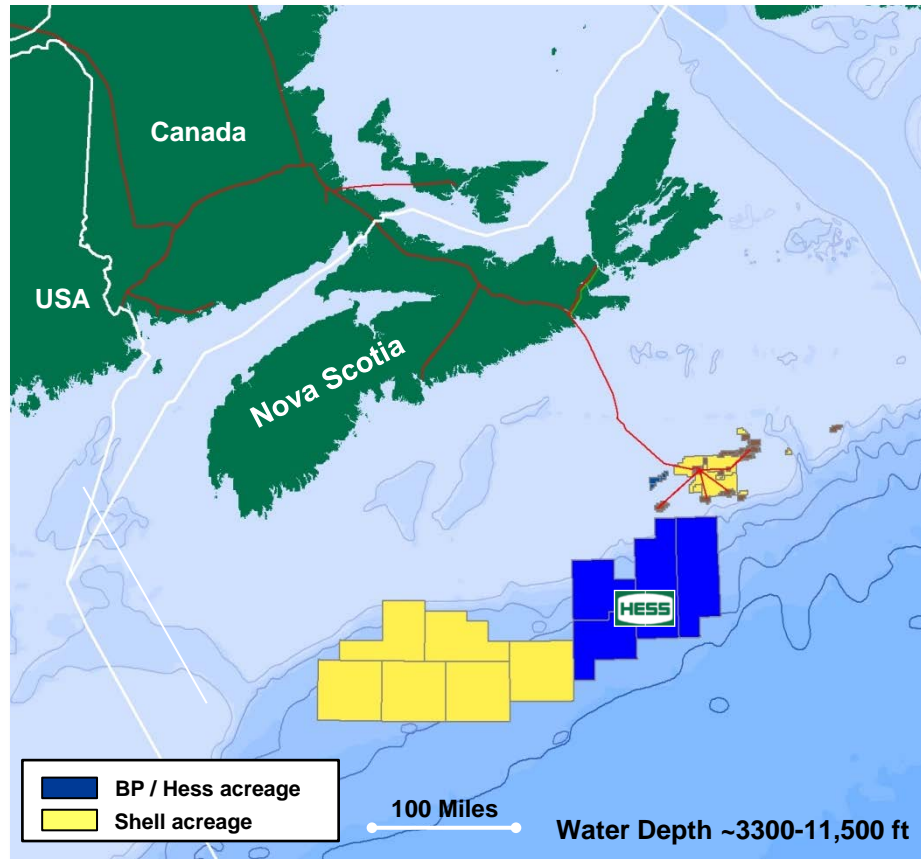 Canada
USA
Nova Scotia
HESS
BP / Hess acreage
Shell acreage
100 Miles
Water Depth ~3300-11,500 ft